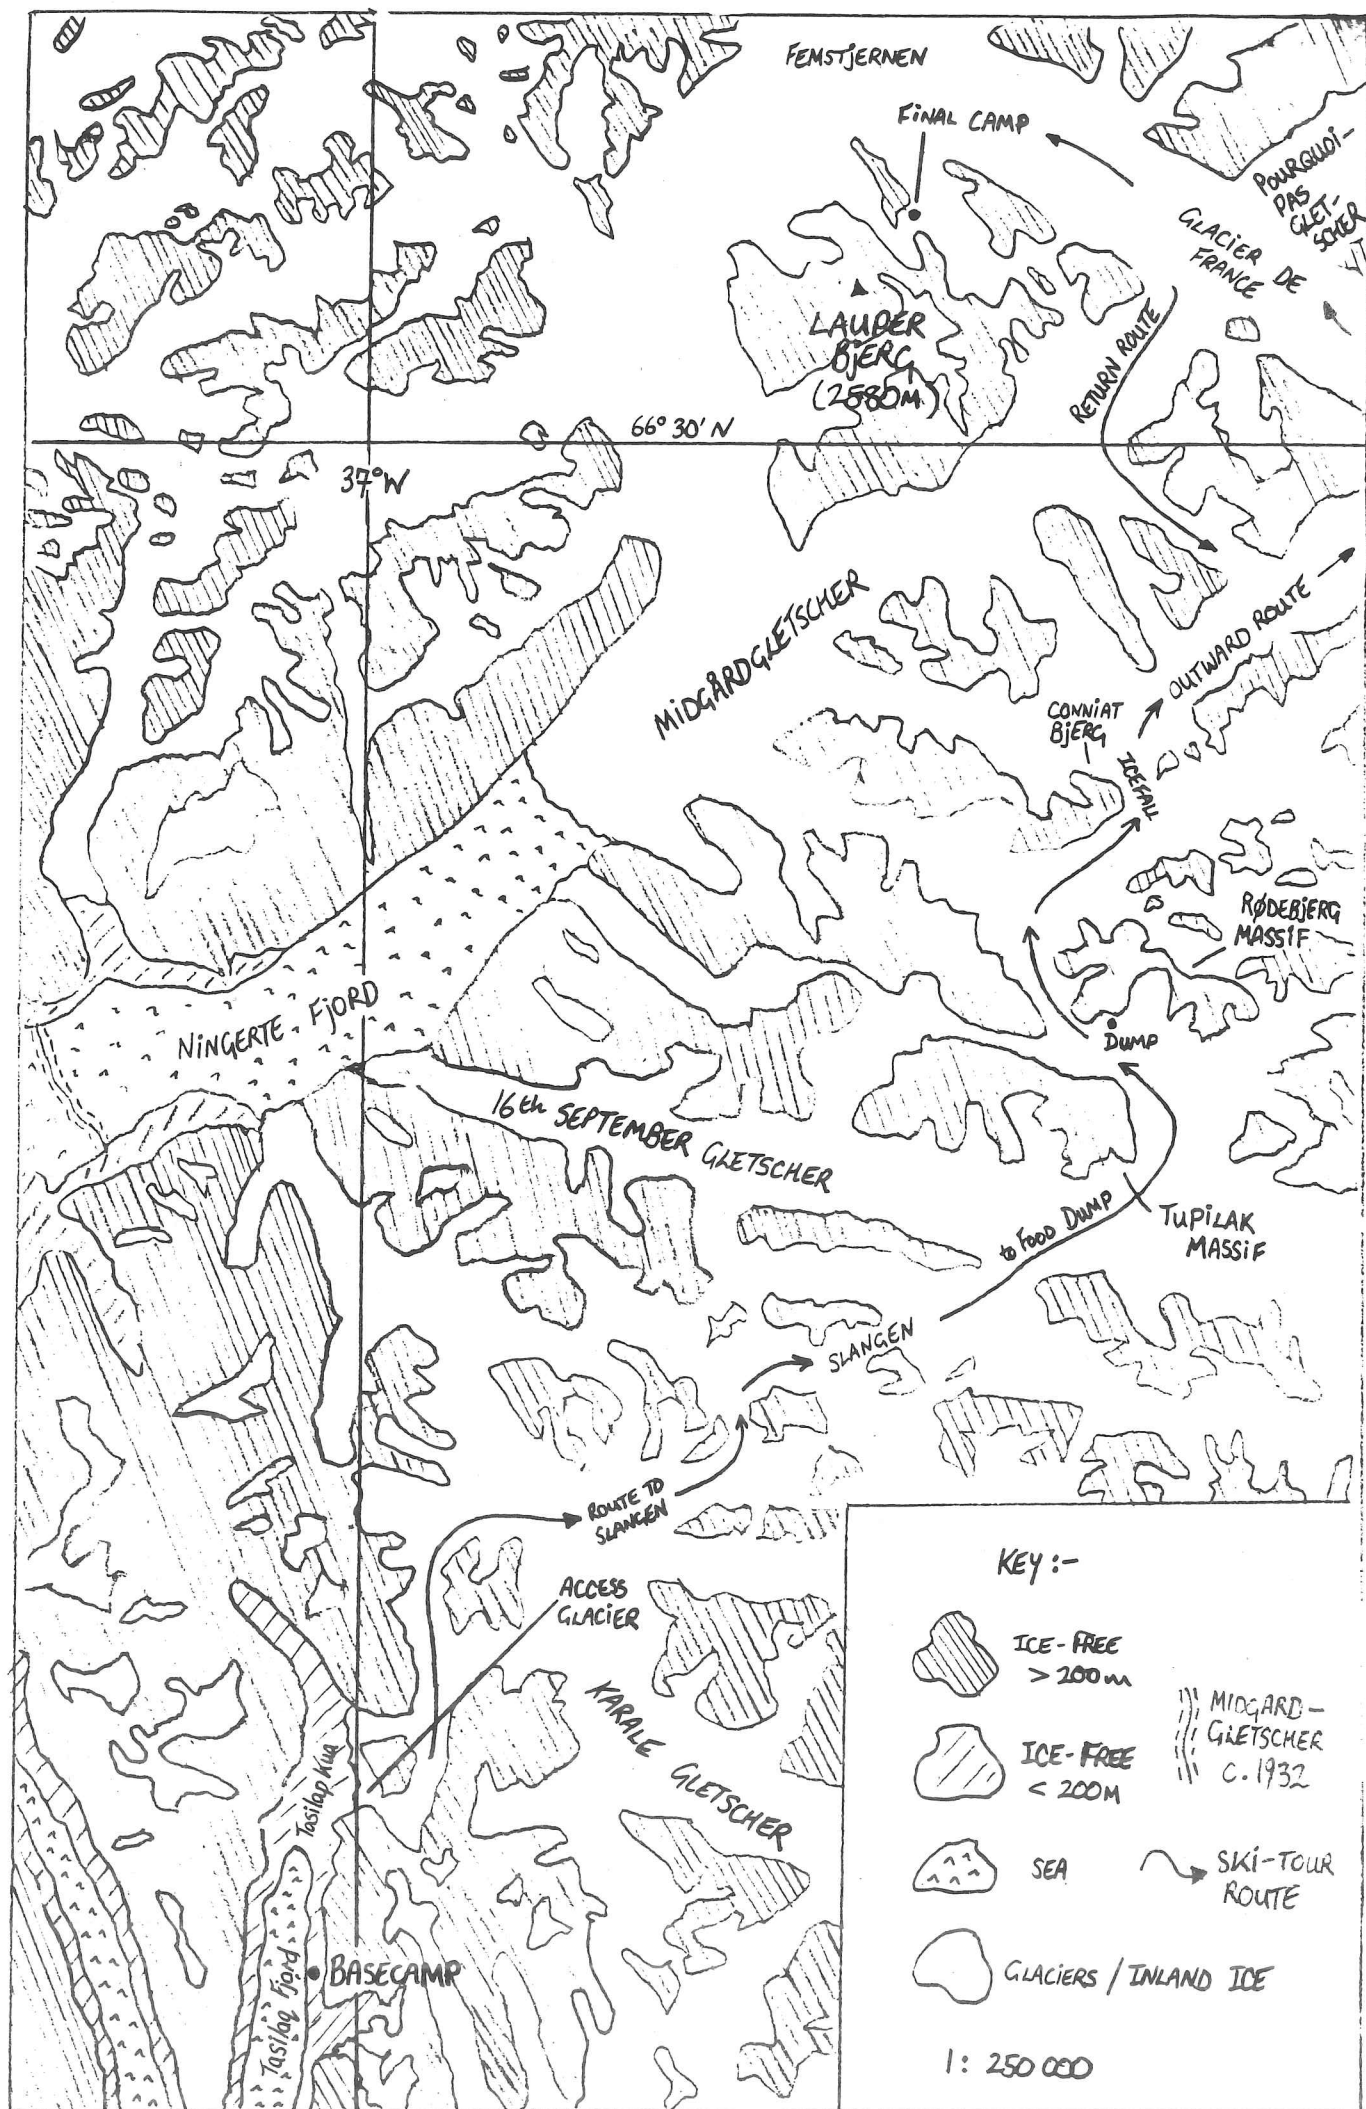 FEMSTJERNEN
FINAL CAMP
POURQUOI-
PAS
GLET-
SCHER
GLACIER DE
FRANCE
LAUPER
BJERG
(2580M)
RETURN ROUTE
66° 30' N
37°W
MIDGÅRDGLETSCHER
OUTWARD ROUTE
CONNIAT
BJERG
ICEFALL
RØDEBJERG
MASSIF
NINGERTE FJORD
DUMP
16th SEPTEMBER GLETSCHER
to FOOD DUMP
TUPILAK
MASSIF
SLANGEN
ROUTE TO
SLANGEN
ACCESS
GLACIER
KARALE GLETSCHER
Tasilap Kua
Tasilaq Fjord
BASECAMP
KEY :-
ICE-FREE
> 200m
MIDGARD-
GLETSCHER
C. 1932
ICE-FREE
< 200M
SEA
SKI-TOUR
ROUTE
GLACIERS / INLAND ICE
1: 250 000